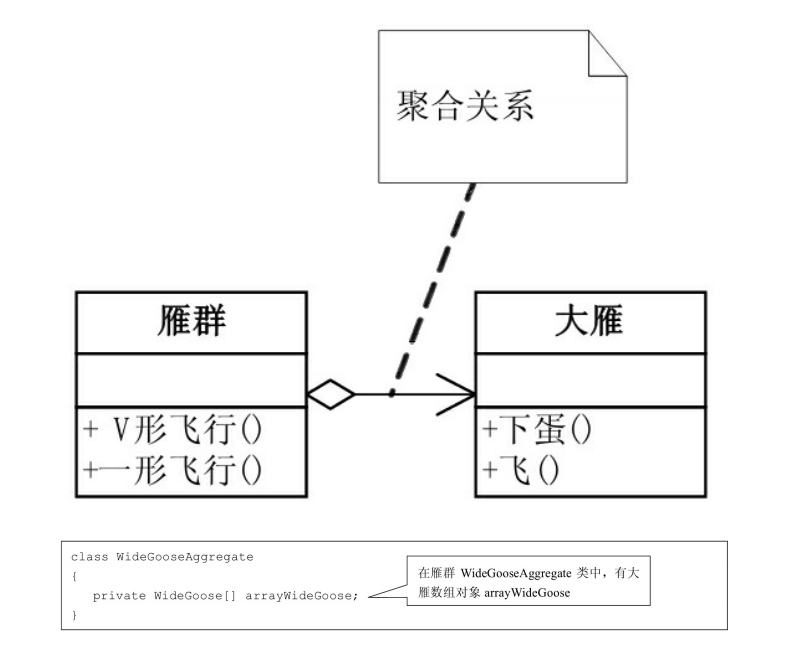 聚合关系
雁群
大雁
+ V形飞行()
+一形飞行()
+下蛋()
+飞()
class WideGooseAggregate
{
private WideGoose[] arrayWideGoose;
}
在雁群 WideGooseAggregate 类中，有大
雁数组对象 arrayWideGoose